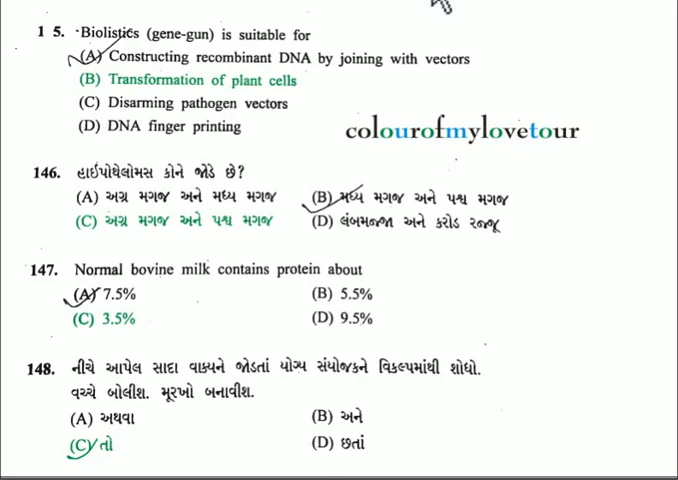 1 5. Biolistics (gene-gun) is suitable for
(A) Constructing recombinant DNA by joining with vectors
(B) Transformation of plant cells
(C) Disarming pathogen vectors
(D) DNA finger printing
colourofmylovetour
146. હાઈપોથેલોમસ કોને જોડે છે?
(A) અગ્ર મગજ અને મધ્ય મગજ (B) મધ્ય મગજ અને પશ્ચ મગજ
(C) અગ્ર મગજ અને પશ્ચ મગજ (D) લંબમજ્જા અને કરોડ રજ્જૂ
147. Normal bovine milk contains protein about
(A) 7.5% (B) 5.5%
(C) 3.5% (D) 9.5%
148. નીચે આપેલ સાદા વાક્યને જોડતાં યોગ્ય સંયોજકને વિકલ્પમાંથી શોધો.
વચ્ચે બોલીશ. મૂરખો બનાવીશ.
(A) અથવા (B) અને
(C) તો (D) છતાં